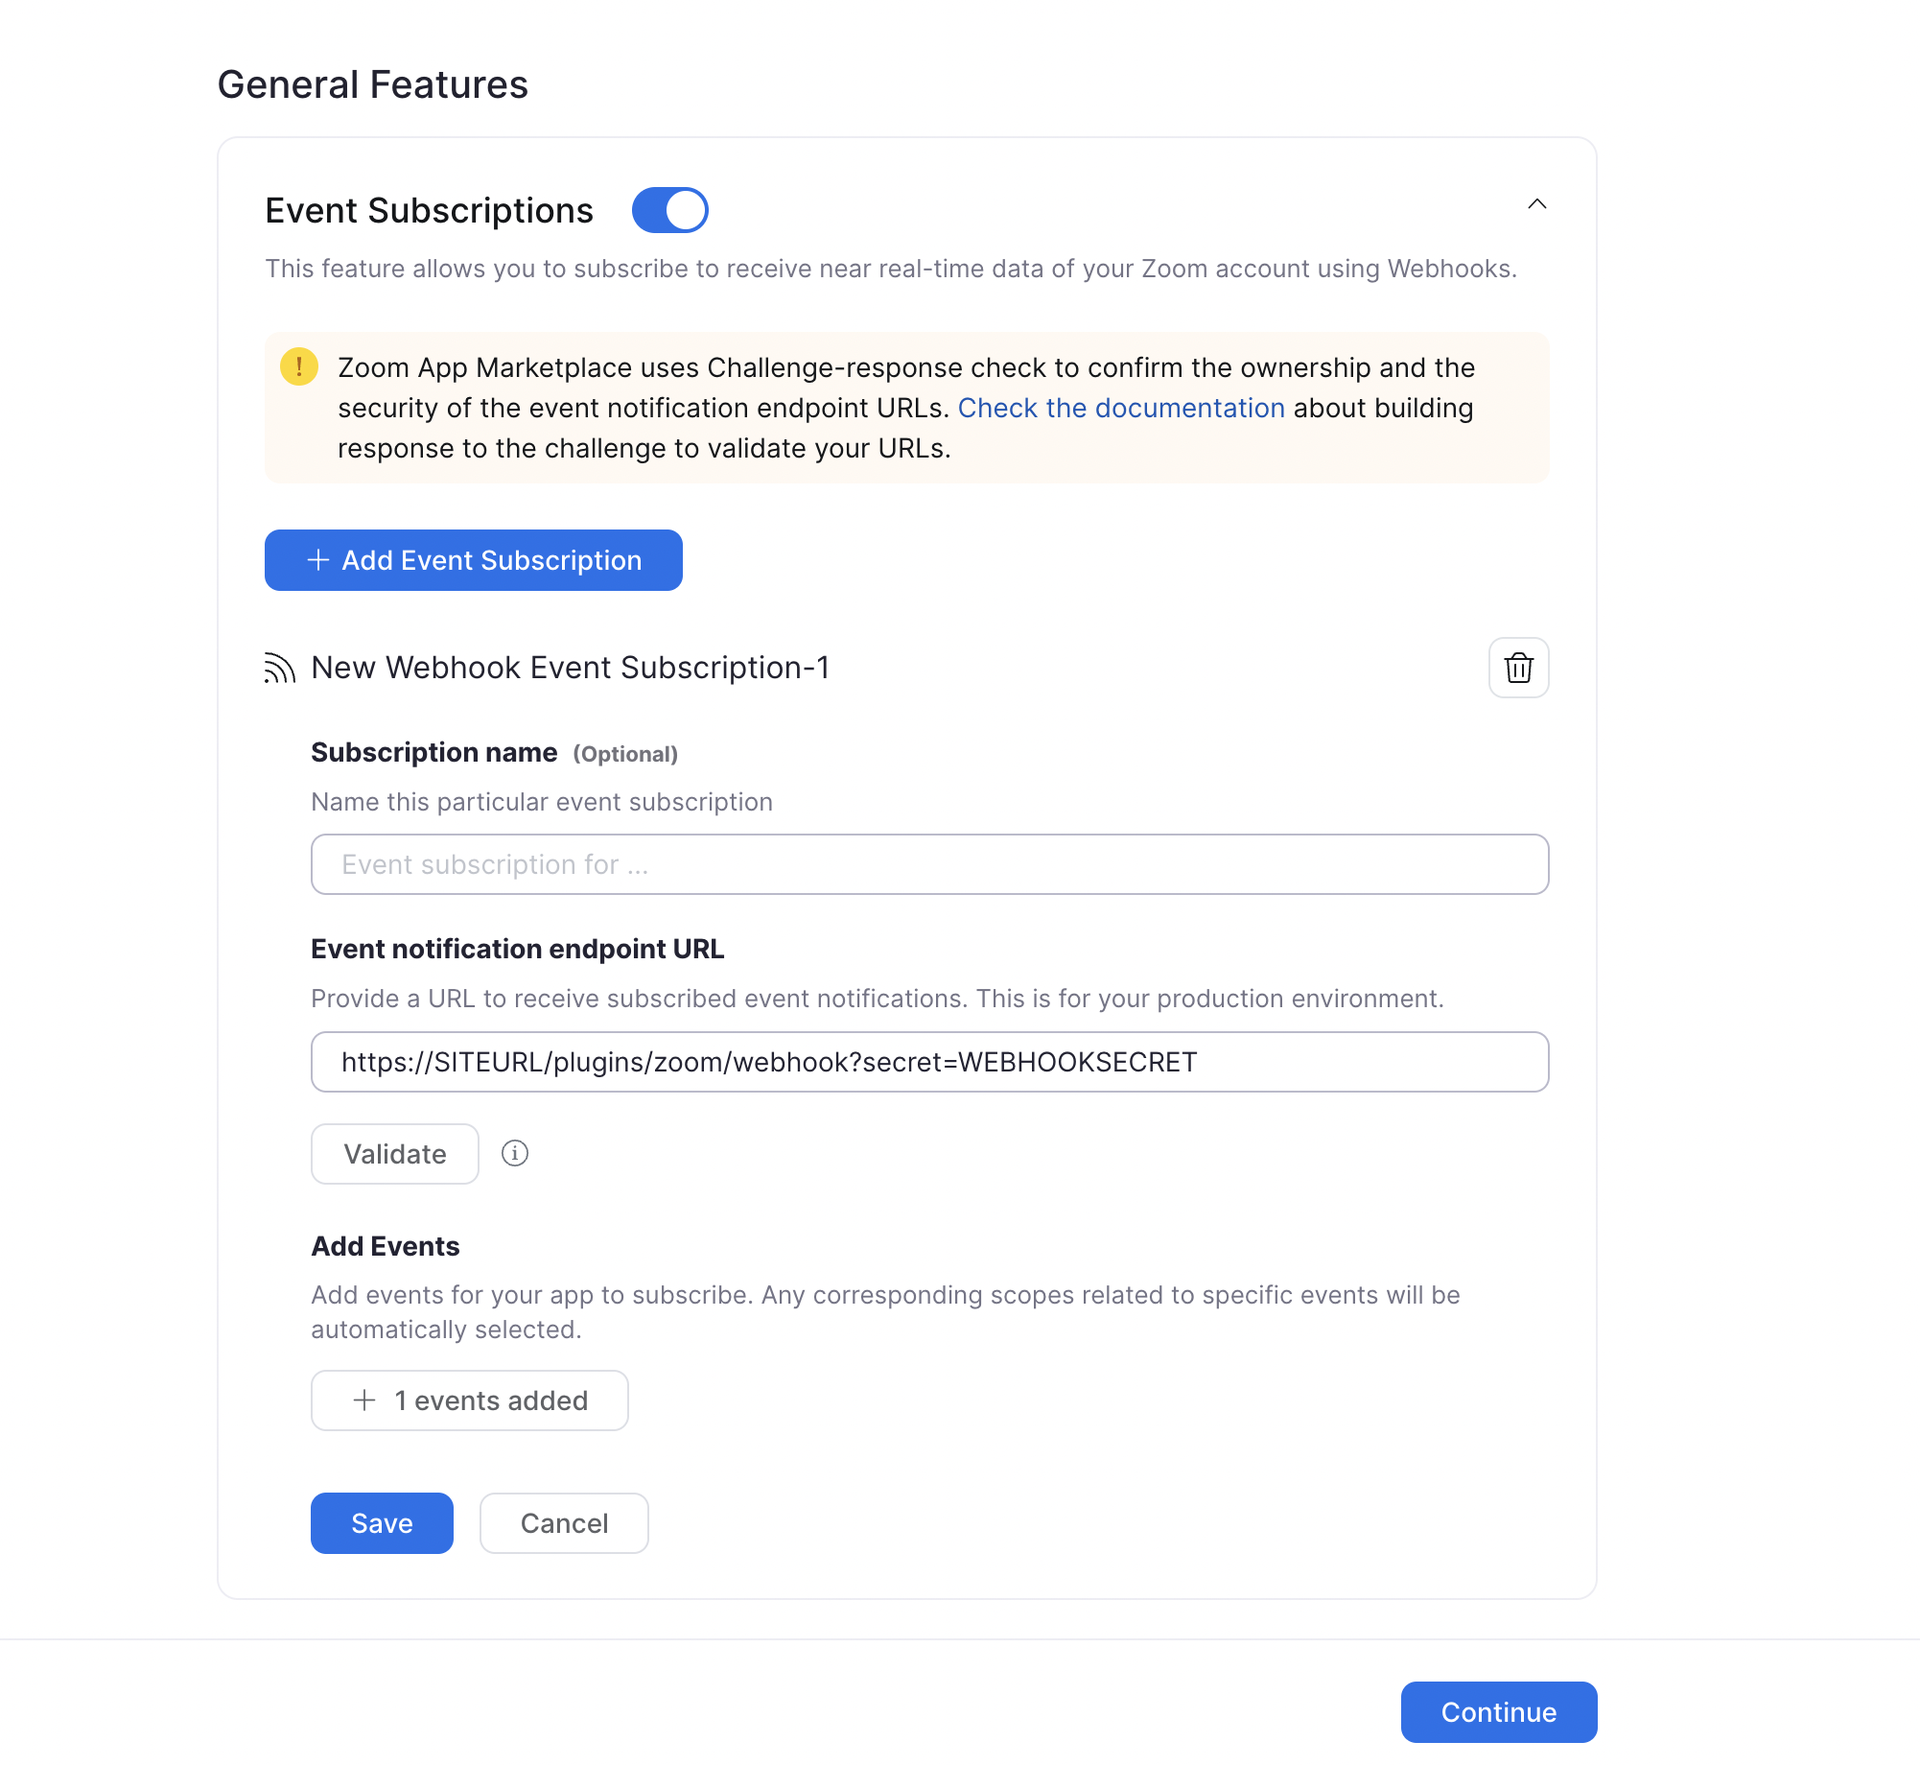 General Features
Event Subscriptions
This feature allows you to subscribe to receive near real-time data of your Zoom account using Webhooks.
! Zoom App Marketplace uses Challenge-response check to confirm the ownership and the
security of the event notification endpoint URLs. Check the documentation about building
response to the challenge to validate your URLs.
+ Add Event Subscription
New Webhook Event Subscription-1
Subscription name (Optional)
Name this particular event subscription
Event subscription for ...
Event notification endpoint URL
Provide a URL to receive subscribed event notifications. This is for your production environment.
https://SITEURL/plugins/zoom/webhook?secret=WEBHOOKSECRET
Validate i
Add Events
Add events for your app to subscribe. Any corresponding scopes related to specific events will be
automatically selected.
+ 1 events added
Save Cancel
Continue